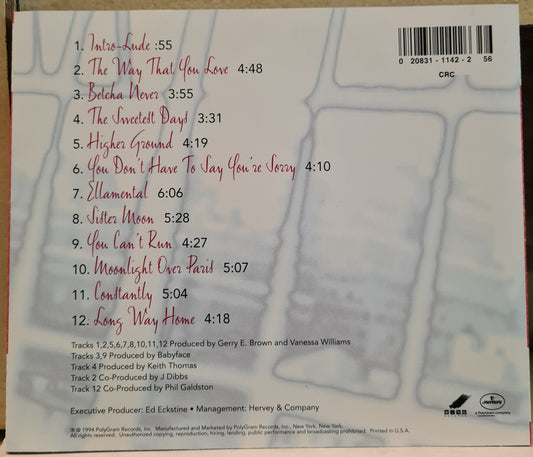 1. Intro-Lude :55
2. The Way That You Love 4:48
3. Betcha Never 3:55
4. The Sweetest Days 3:31
5. Higher Ground 4:19
6. You Don't Have To Say You're Sorry 4:10
7. Ellamental 6:06
8. Sister Moon 5:28
9. You Can't Run 4:27
10. Moonlight Over Paris 5:07
11. Constantly 5:04
12. Long Way Home 4:18
0 20831-1142-2 56
CRC
Tracks 1,2,5,6,7,8,10,11,12 Produced by Gerry E. Brown and Vanessa Williams
Tracks 3,9 Produced by Babyface
Track 4 Produced by Keith Thomas
Track 2 Co-Produced by J Dibbs
Track 12 Co-Produced by Phil Galdston
Executive Producer: Ed Eckstine • Management: Hervey & Company
℗ © 1994 PolyGram Records, Inc. Manufactured and Marketed by PolyGram Records, Inc., New York, New York.
All rights reserved. Unauthorized copying, reproduction, hiring, lending, public performance and broadcasting prohibited. Printed in U.S.A.
mercury
a PolyGram company